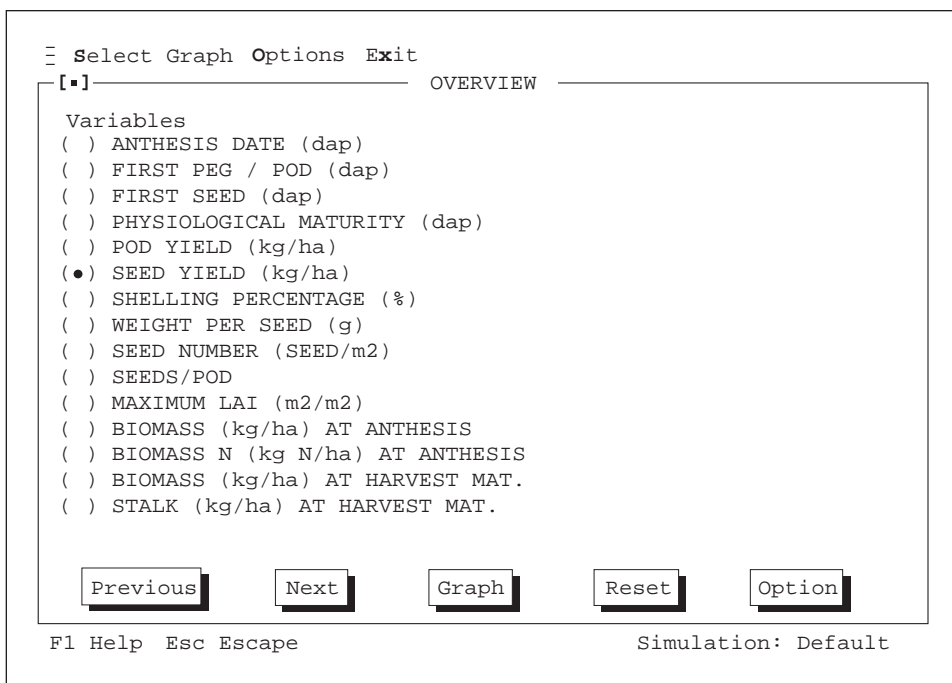 Select Graph Options Exit
[▪] OVERVIEW
Variables
( ) ANTHESIS DATE (dap)
( ) FIRST PEG / POD (dap)
( ) FIRST SEED (dap)
( ) PHYSIOLOGICAL MATURITY (dap)
( ) POD YIELD (kg/ha)
(●) SEED YIELD (kg/ha)
( ) SHELLING PERCENTAGE (%)
( ) WEIGHT PER SEED (g)
( ) SEED NUMBER (SEED/m2)
( ) SEEDS/POD
( ) MAXIMUM LAI (m2/m2)
( ) BIOMASS (kg/ha) AT ANTHESIS
( ) BIOMASS N (kg N/ha) AT ANTHESIS
( ) BIOMASS (kg/ha) AT HARVEST MAT.
( ) STALK (kg/ha) AT HARVEST MAT.
Previous Next Graph Reset Option
F1 Help Esc Escape Simulation: Default